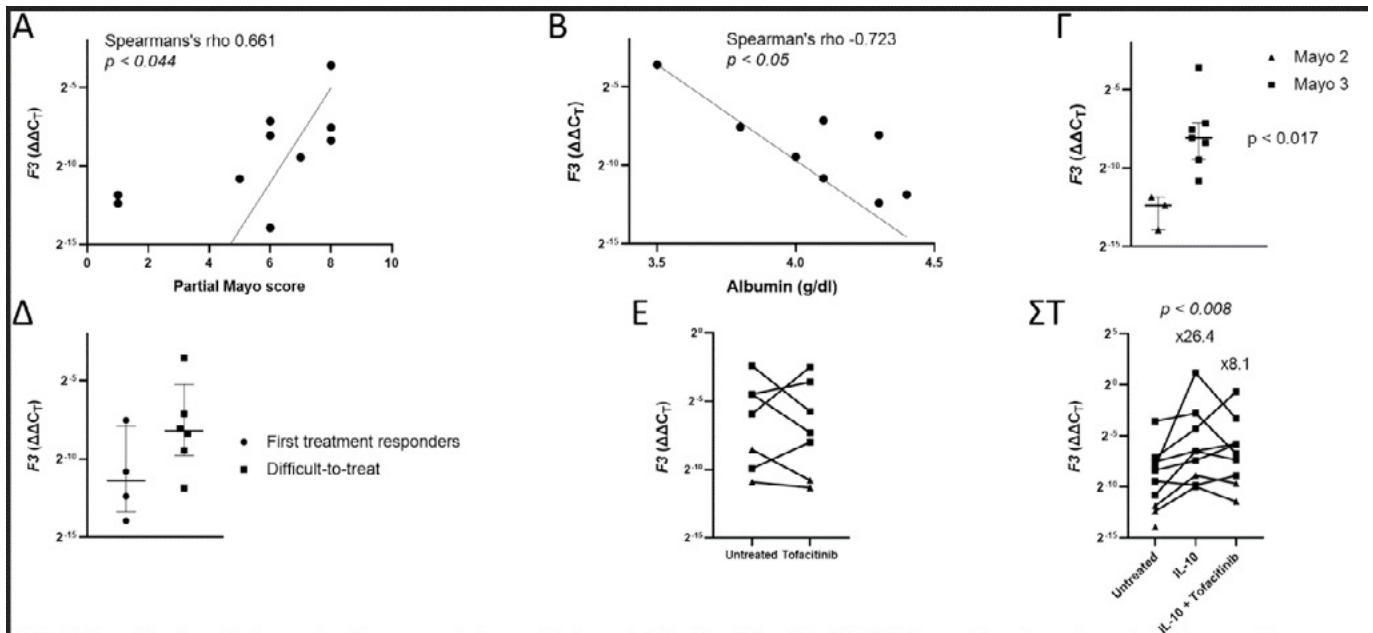 A
Spearmans's rho 0.661
p < 0.044
F3 (ΔΔCT)
2-5
2-10
2-15
0 2 4 6 8 10
Partial Mayo score
B
Spearman's rho -0.723
p < 0.05
F3 (ΔΔCT)
2-5
2-10
2-15
3.5 4.0 4.5
Albumin (g/dl)
Γ
F3 (ΔΔCT)
2-5
2-10
2-15
Mayo 2
Mayo 3
p < 0.017
Δ
F3 (ΔΔCT)
2-5
2-10
2-15
First treatment responders
Difficult-to-treat
E
F3 (ΔΔCT)
20
2-5
2-10
2-15
Untreated Tofacitinib
ΣΤ
p < 0.008
x26.4
x8.1
F3 (ΔΔCT)
25
20
2-5
2-10
2-15
Untreated
IL-10
IL-10 + Tofacitinib